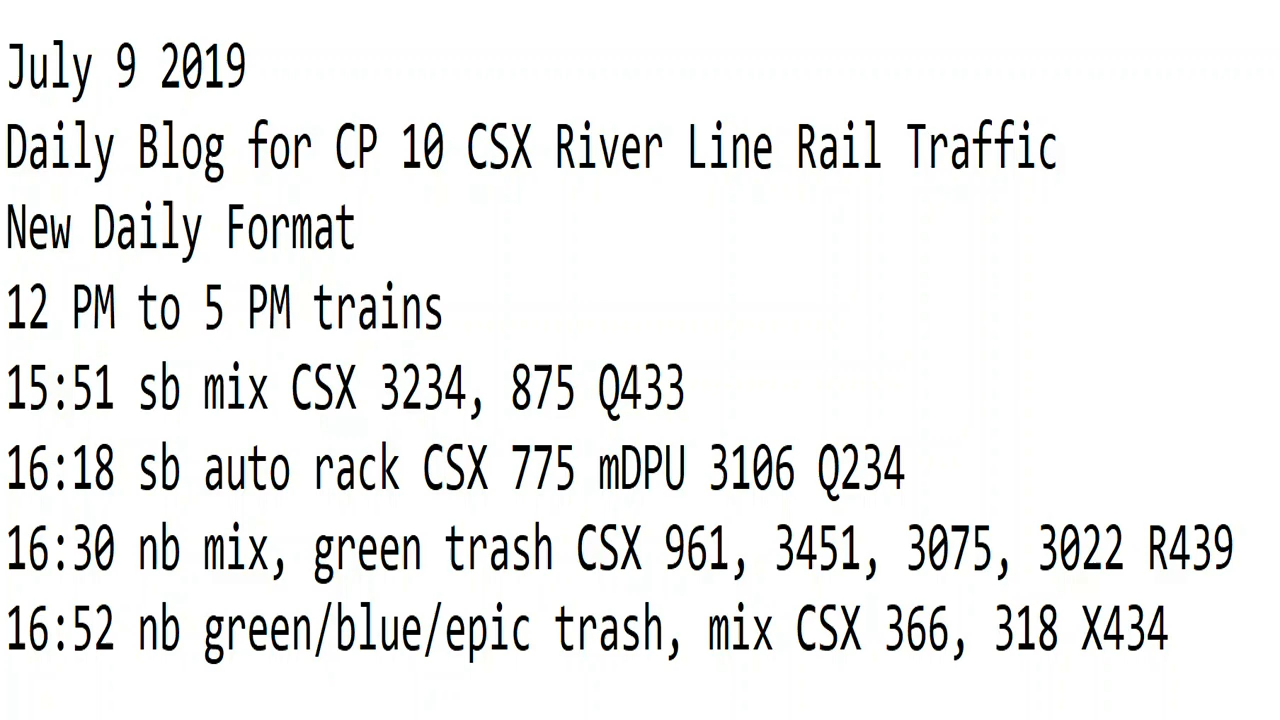 July 9 2019
Daily Blog for CP 10 CSX River Line Rail Traffic
New Daily Format
12 PM to 5 PM trains
15:51 sb mix CSX 3234, 875 Q433
16:18 sb auto rack CSX 775 mDPU 3106 Q234
16:30 nb mix, green trash CSX 961, 3451, 3075, 3022 R439
16:52 nb green/blue/epic trash, mix CSX 366, 318 X434